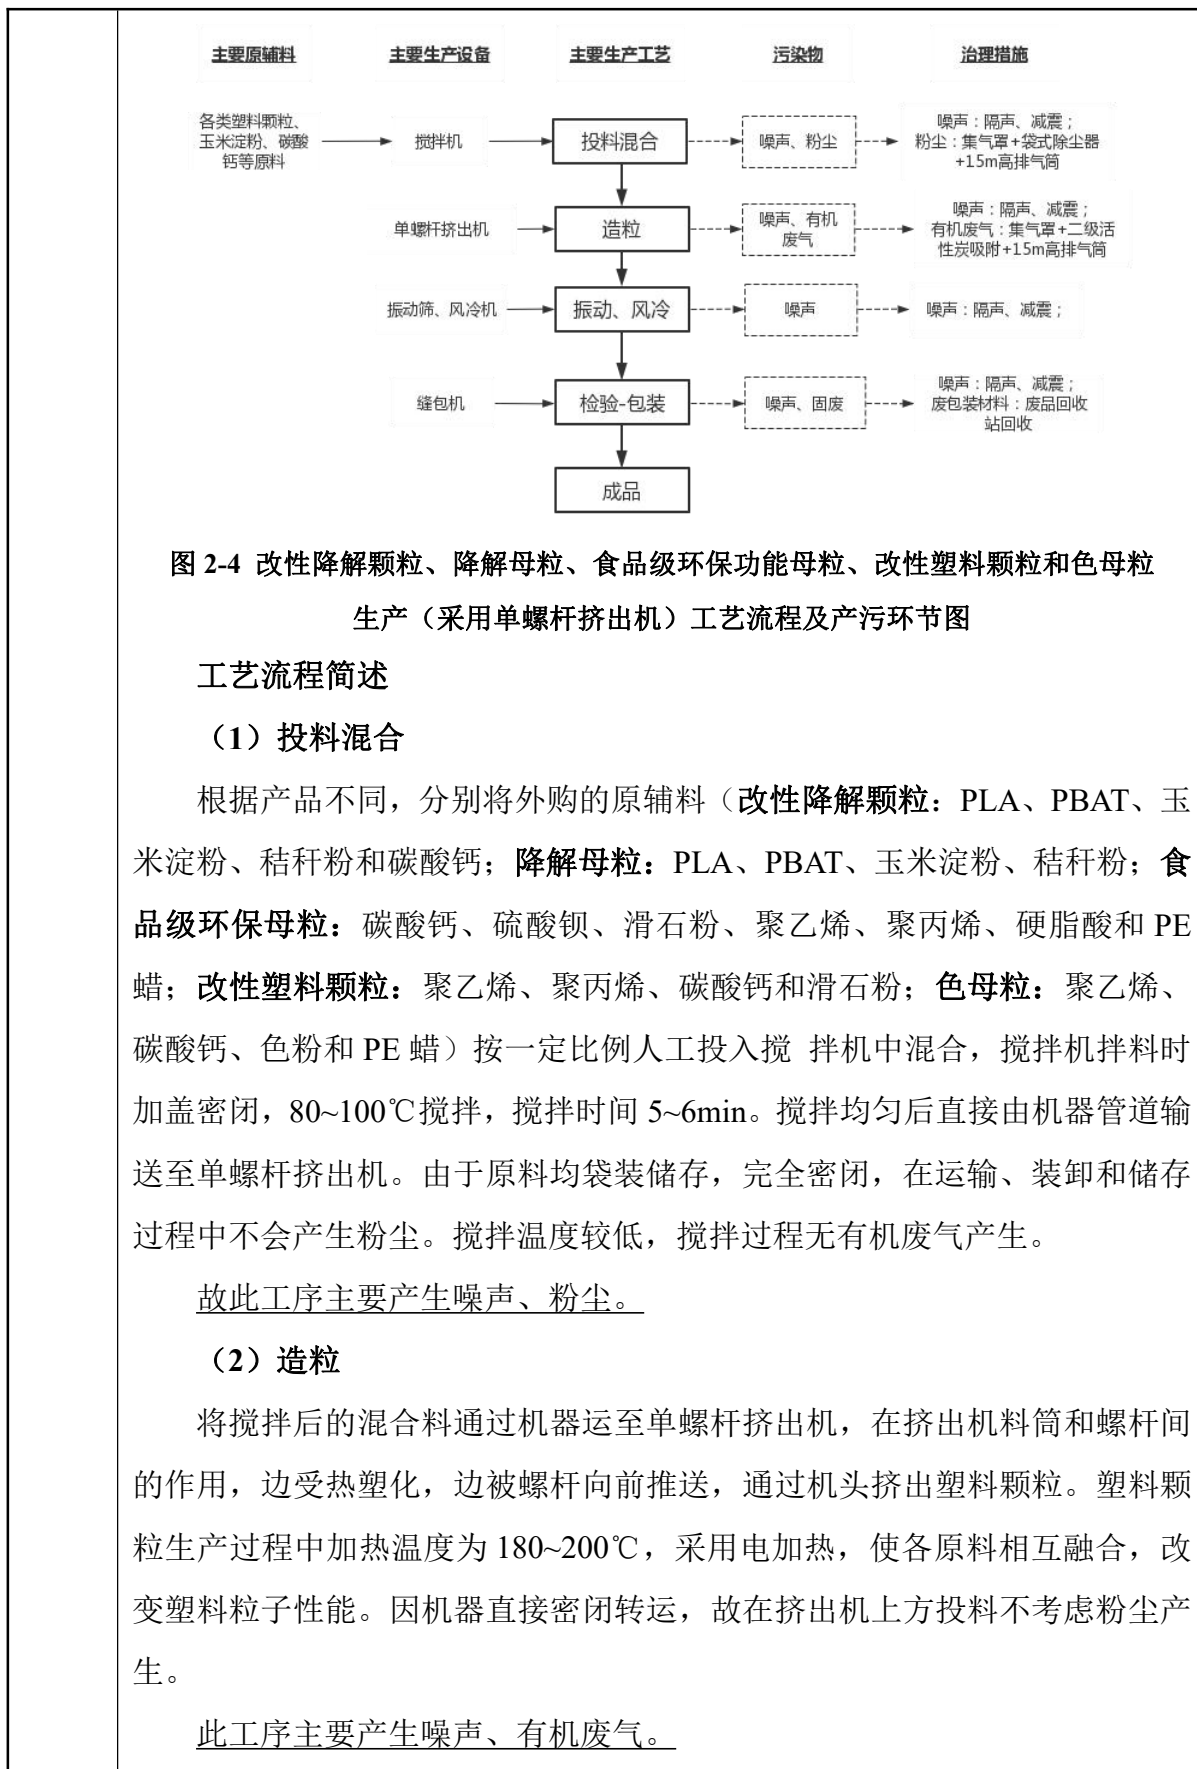 主要原辅料 主要生产设备 主要生产工艺 污染物 治理措施
各类塑料颗粒、
玉米淀粉、碳酸
钙等原料
搅拌机
投料混合
噪声、粉尘
噪声：隔声、减震；
粉尘：集气罩+袋式除尘器
+15m高排气筒
单螺杆挤出机
造粒
噪声、有机
废气
噪声：隔声、减震；
有机废气：集气罩+二级活
性炭吸附+15m高排气筒
振动筛、风冷机
振动、风冷
噪声
噪声：隔声、减震；
缝包机
检验-包装
噪声、固废
噪声：隔声、减震；
废包装材料：废品回收
站回收
成品
图 2-4 改性降解颗粒、降解母粒、食品级环保功能母粒、改性塑料颗粒和色母粒
生产（采用单螺杆挤出机）工艺流程及产污环节图
工艺流程简述
（1）投料混合
根据产品不同，分别将外购的原辅料（改性降解颗粒：PLA、PBAT、玉
米淀粉、秸秆粉和碳酸钙；降解母粒：PLA、PBAT、玉米淀粉、秸秆粉；食
品级环保母粒：碳酸钙、硫酸钡、滑石粉、聚乙烯、聚丙烯、硬脂酸和 PE
蜡；改性塑料颗粒：聚乙烯、聚丙烯、碳酸钙和滑石粉；色母粒：聚乙烯、
碳酸钙、色粉和 PE 蜡）按一定比例人工投入搅 拌机中混合，搅拌机拌料时
加盖密闭，80~100℃搅拌，搅拌时间 5~6min。搅拌均匀后直接由机器管道输
送至单螺杆挤出机。由于原料均袋装储存，完全密闭，在运输、装卸和储存
过程中不会产生粉尘。搅拌温度较低，搅拌过程无有机废气产生。
故此工序主要产生噪声、粉尘。
（2）造粒
将搅拌后的混合料通过机器运至单螺杆挤出机，在挤出机料筒和螺杆间
的作用，边受热塑化，边被螺杆向前推送，通过机头挤出塑料颗粒。塑料颗
粒生产过程中加热温度为 180~200℃，采用电加热，使各原料相互融合，改
变塑料粒子性能。因机器直接密闭转运，故在挤出机上方投料不考虑粉尘产
生。
此工序主要产生噪声、有机废气。